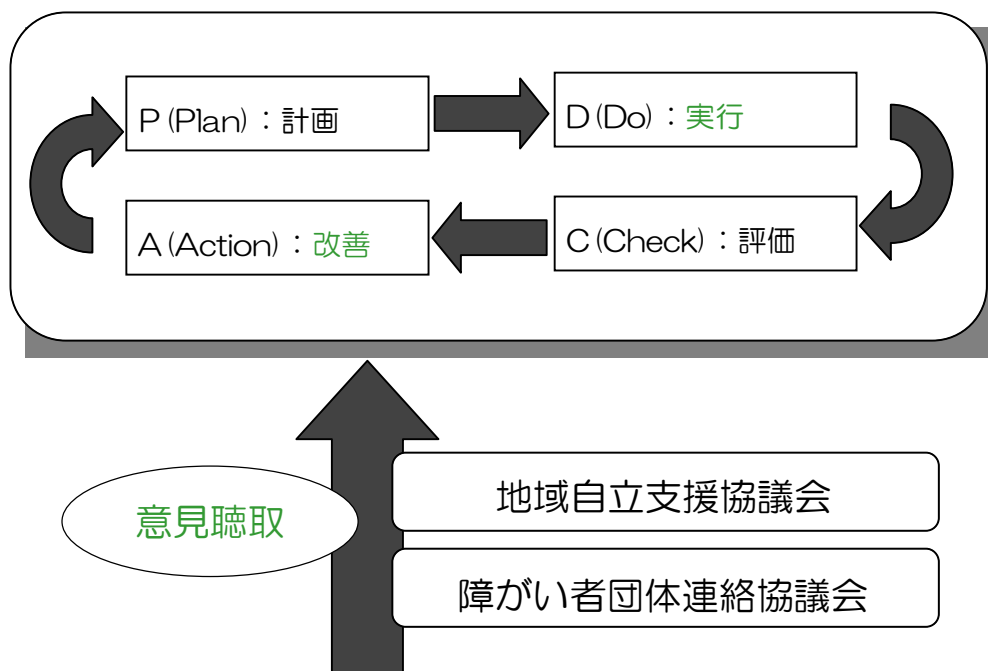 P(Plan):計画
D(Do):実行
A(Action):改善
C(Check):評価
意見聴取
地域自立支援協議会
障がい者団体連絡協議会